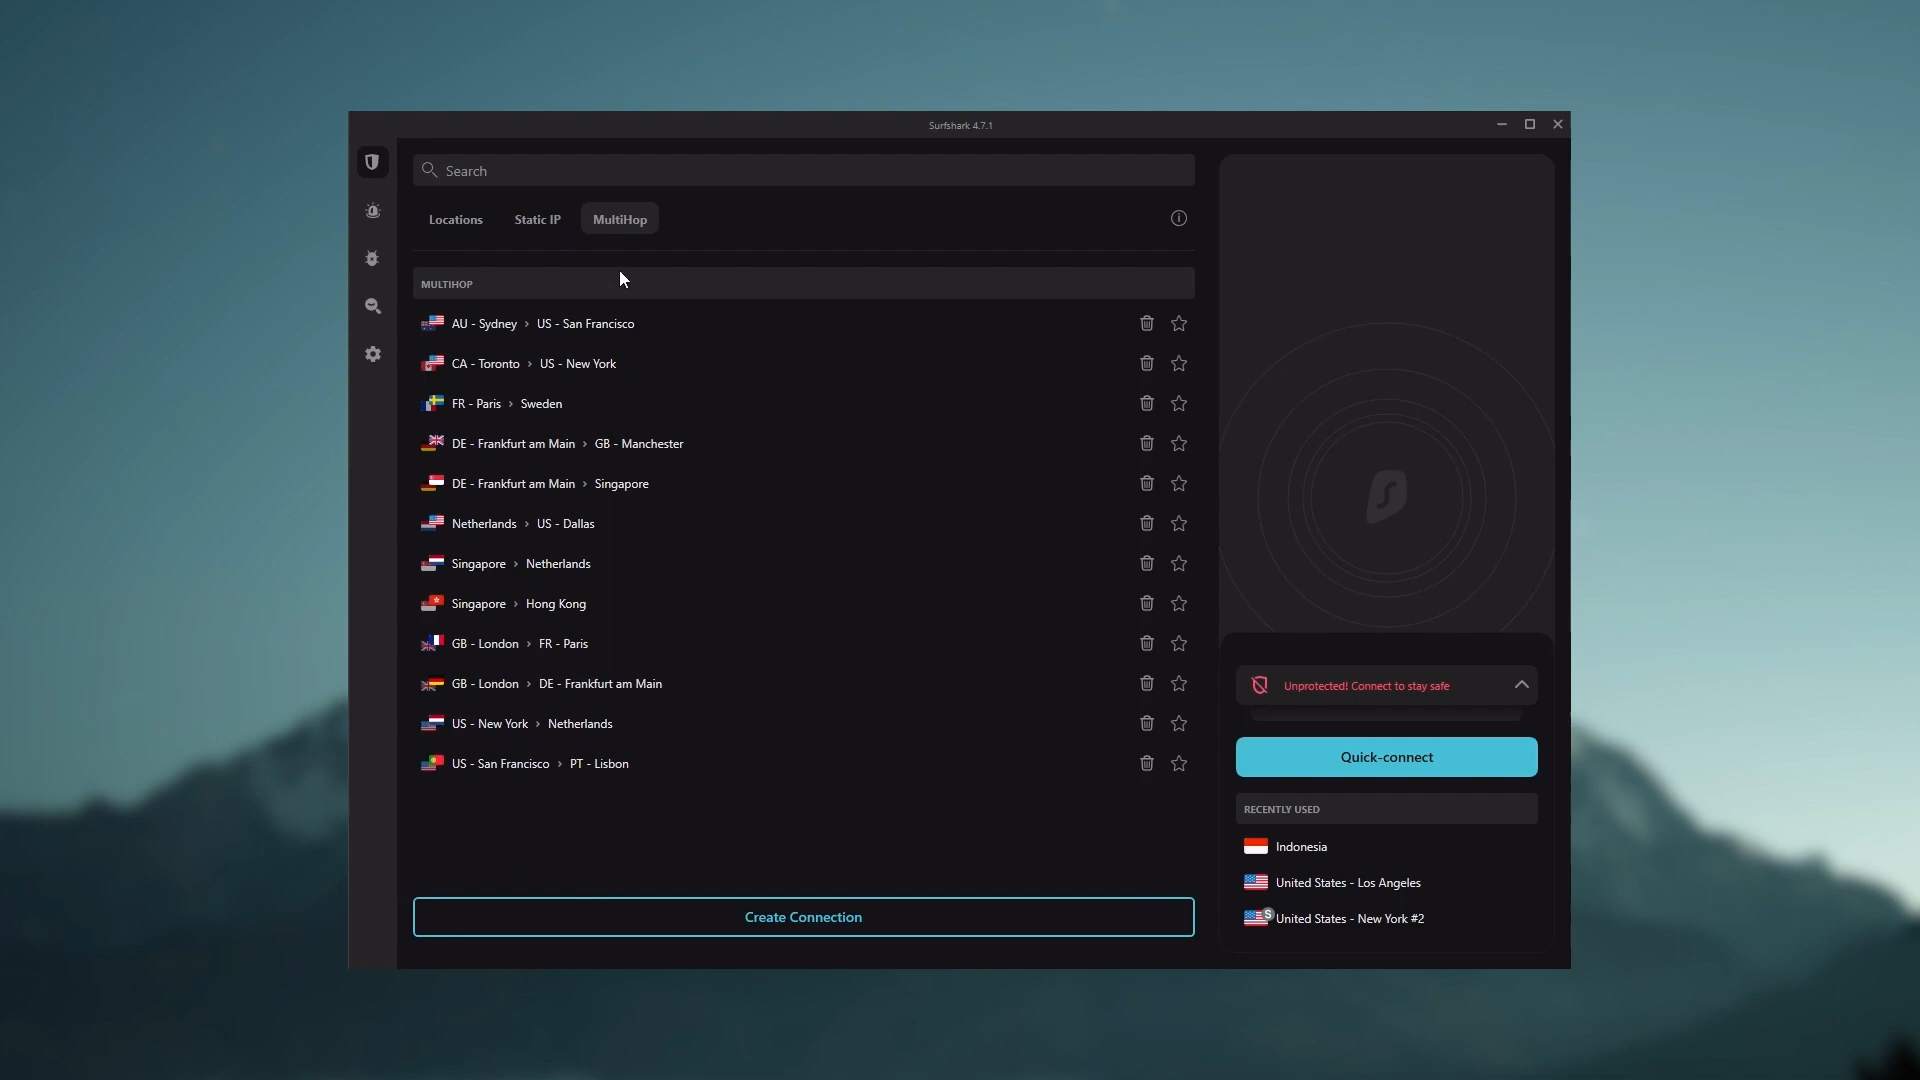 Surfshark 4.7.1
Search
Locations
Static IP
MultiHop
MULTIHOP
AU - Sydney › US - San Francisco
CA - Toronto › US - New York
FR - Paris › Sweden
DE - Frankfurt am Main › GB - Manchester
DE - Frankfurt am Main › Singapore
Netherlands › US - Dallas
Singapore › Netherlands
Singapore › Hong Kong
GB - London › FR - Paris
GB - London › DE - Frankfurt am Main
US - New York › Netherlands
US - San Francisco › PT - Lisbon
Create Connection
Unprotected! Connect to stay safe
Quick-connect
RECENTLY USED
Indonesia
United States - Los Angeles
S United States - New York #2